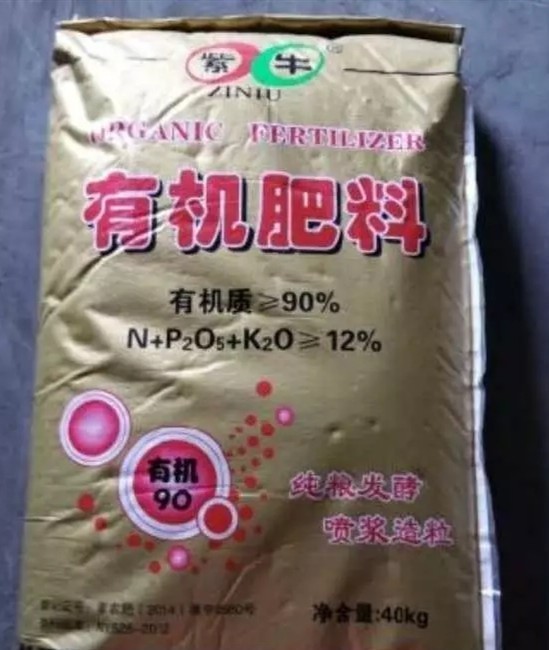 紫牛
ZINIU
ORGANIC FERTILIZER
有机肥料
有机质≥90%
N+P₂O₅+K₂O≥12%
有机
90
纯粮发酵
喷浆造粒
净含量:40kg